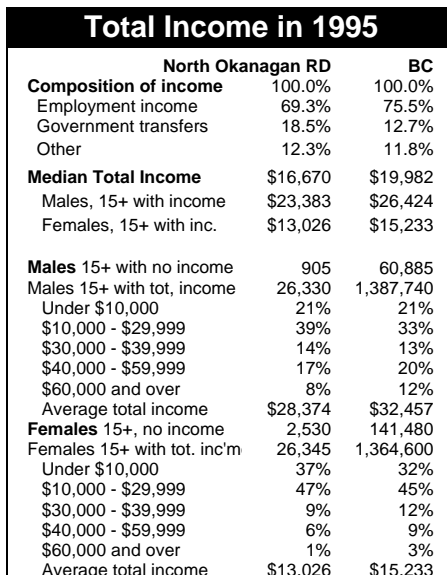 Total Income in 1995
North Okanagan RD BC
Composition of income 100.0% 100.0%
Employment income 69.3% 75.5%
Government transfers 18.5% 12.7%
Other 12.3% 11.8%
Median Total Income $16,670 $19,982
Males, 15+ with income $23,383 $26,424
Females, 15+ with inc. $13,026 $15,233
Males 15+ with no income 905 60,885
Males 15+ with tot, income 26,330 1,387,740
Under $10,000 21% 21%
$10,000 - $29,999 39% 33%
$30,000 - $39,999 14% 13%
$40,000 - $59,999 17% 20%
$60,000 and over 8% 12%
Average total income $28,374 $32,457
Females 15+, no income 2,530 141,480
Females 15+ with tot. inc'm 26,345 1,364,600
Under $10,000 37% 32%
$10,000 - $29,999 47% 45%
$30,000 - $39,999 9% 12%
$40,000 - $59,999 6% 9%
$60,000 and over 1% 3%
Average total income $13,026 $15,233